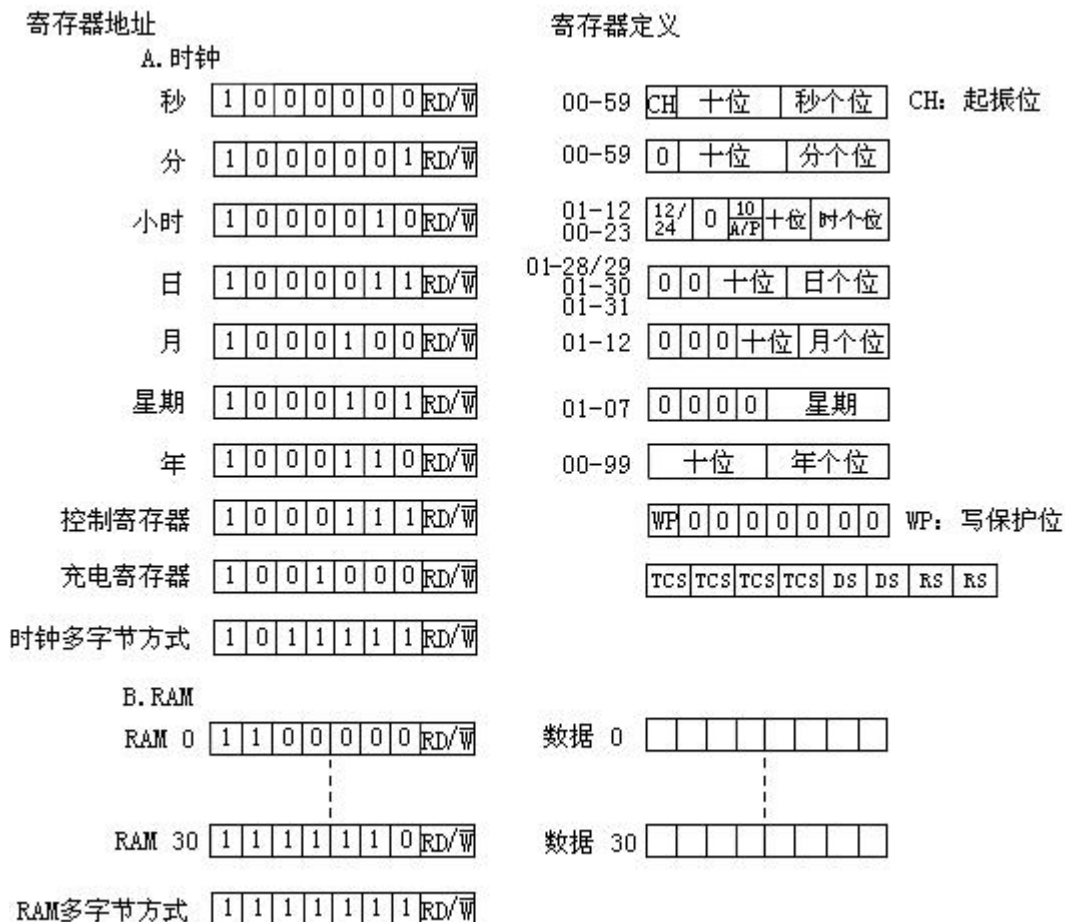 寄存器地址 寄存器定义
A.时钟
秒 1 0 0 0 0 0 0 RD/W̅ 00-59 CH 十位 秒个位 CH: 起振位
分 1 0 0 0 0 0 1 RD/W̅ 00-59 0 十位 分个位
小时 1 0 0 0 0 1 0 RD/W̅ 01-12 00-23 12/24 0 10 A/P 十位 时个位
日 1 0 0 0 0 1 1 RD/W̅ 01-28/29 01-30 01-31 0 0 十位 日个位
月 1 0 0 0 1 0 0 RD/W̅ 01-12 0 0 0 十位 月个位
星期 1 0 0 0 1 0 1 RD/W̅ 01-07 0 0 0 0 星期
年 1 0 0 0 1 1 0 RD/W̅ 00-99 十位 年个位
控制寄存器 1 0 0 0 1 1 1 RD/W̅ WP 0 0 0 0 0 0 0 WP: 写保护位
充电寄存器 1 0 0 1 0 0 0 RD/W̅ TCS TCS TCS TCS DS DS RS RS
时钟多字节方式 1 0 1 1 1 1 1 RD/W̅
B.RAM
RAM 0 1 1 0 0 0 0 0 RD/W̅ 数据 0
RAM 30 1 1 1 1 1 1 0 RD/W̅ 数据 30
RAM多字节方式 1 1 1 1 1 1 1 RD/W̅